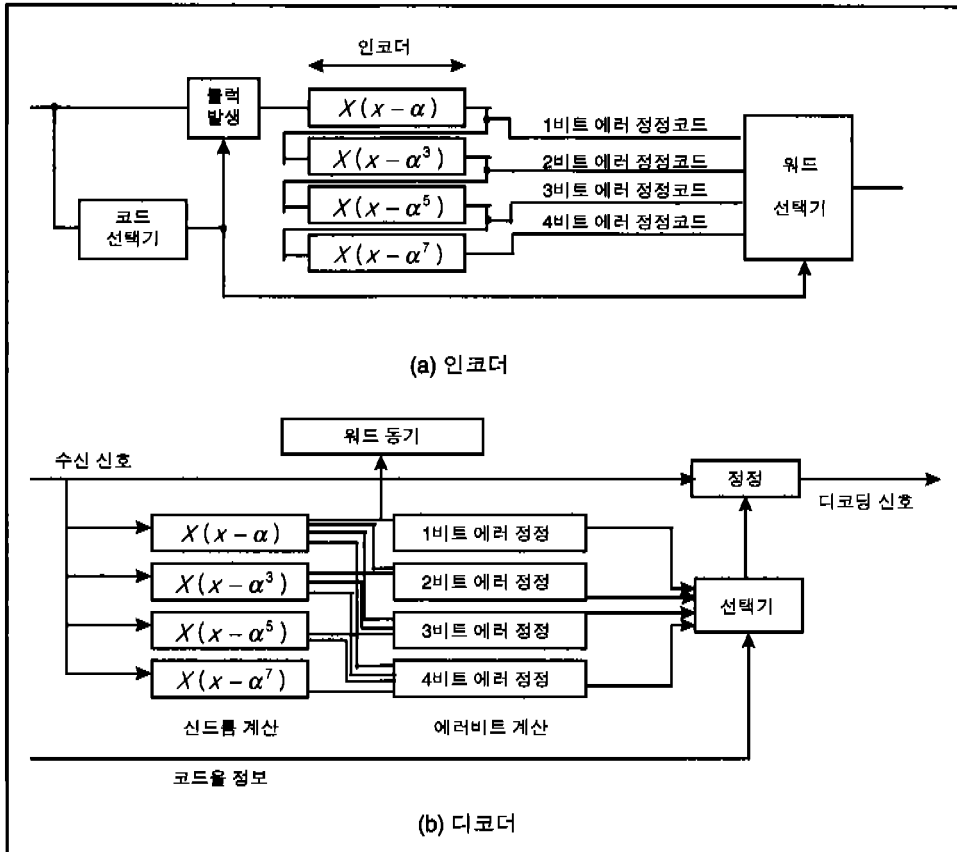 인코더
블럭
발생
X(x - α)
1비트 에러 정정코드
X(x - α³)
2비트 에러 정정코드
워드
선택기
3비트 에러 정정코드
코드
선택기
X(x - α⁵)
4비트 에러 정정코드
X(x - α⁷)
(a) 인코더
워드 동기
수신 신호
정정
디코딩 신호
X(x - α)
1비트 에러 정정
X(x - α³)
2비트 에러 정정
선택기
X(x - α⁵)
3비트 에러 정정
X(x - α⁷)
4비트 에러 정정
신드롬 계산
에러비트 계산
코드율 정보
(b) 디코더